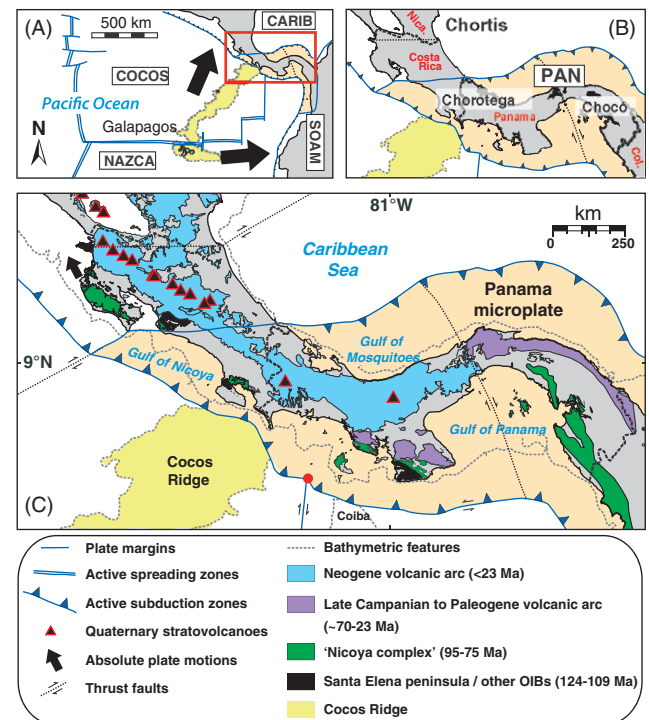 (A)
500 km
CARIB
COCOS
Pacific Ocean
Galapagos
N
NAZCA
SOAM
(B)
Nica.
Chortis
Costa
Rica
PAN
Chorotega
Panama
Chocó
Col.
81°W
km
0 250
Caribbean
Sea
Panama
microplate
Gulf of
Mosquitoes
9°N
Gulf of Nicoya
Gulf of Panama
Cocos
Ridge
(C)
Coiba
Plate margins
Active spreading zones
Active subduction zones
Quaternary stratovolcanoes
Absolute plate motions
Thrust faults
Bathymetric features
Neogene volcanic arc (<23 Ma)
Late Campanian to Paleogene volcanic arc
(~70-23 Ma)
‘Nicoya complex’ (95-75 Ma)
Santa Elena peninsula / other OIBs (124-109 Ma)
Cocos Ridge